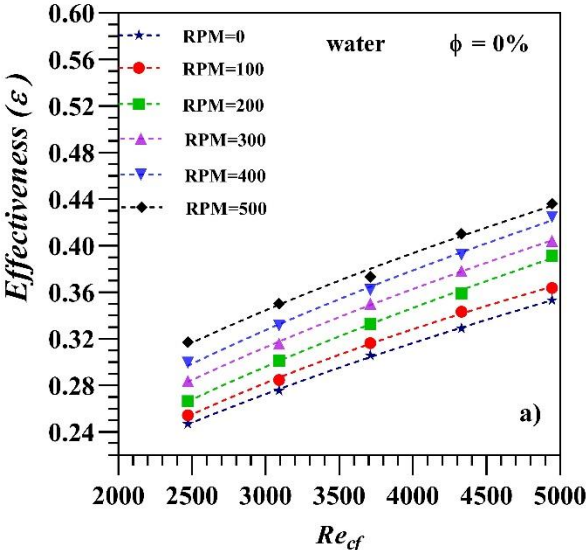 Effectiveness (ε)
0.60
0.56
0.52
0.48
0.44
0.40
0.36
0.32
0.28
0.24
RPM=0
RPM=100
RPM=200
RPM=300
RPM=400
RPM=500
water ϕ = 0%
a)
2000 2500 3000 3500 4000 4500 5000
Re_cf